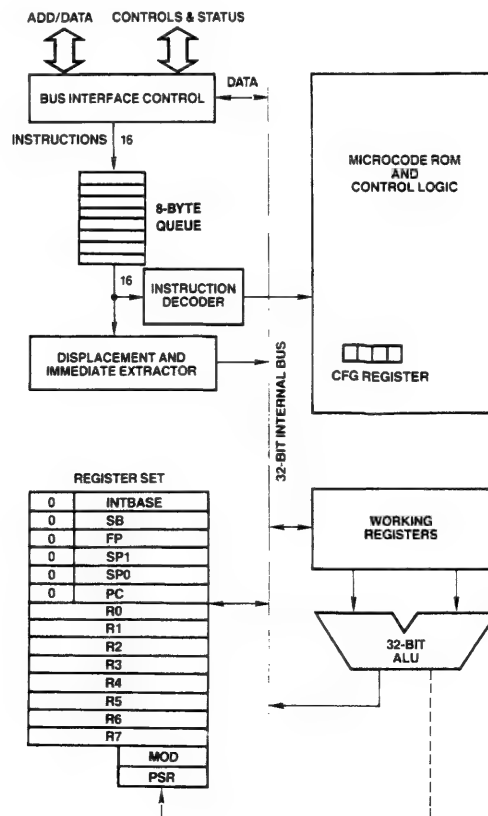 ADD/DATA
CONTROLS & STATUS
BUS INTERFACE CONTROL
DATA
INSTRUCTIONS 16
8-BYTE
QUEUE
16
INSTRUCTION
DECODER
DISPLACEMENT AND
IMMEDIATE EXTRACTOR
MICROCODE ROM
AND
CONTROL LOGIC
CFG REGISTER
32-BIT INTERNAL BUS
REGISTER SET
0 INTBASE
0 SB
0 FP
0 SP1
0 SP0
0 PC
R0
R1
R2
R3
R4
R5
R6
R7
MOD
PSR
WORKING
REGISTERS
32-BIT
ALU